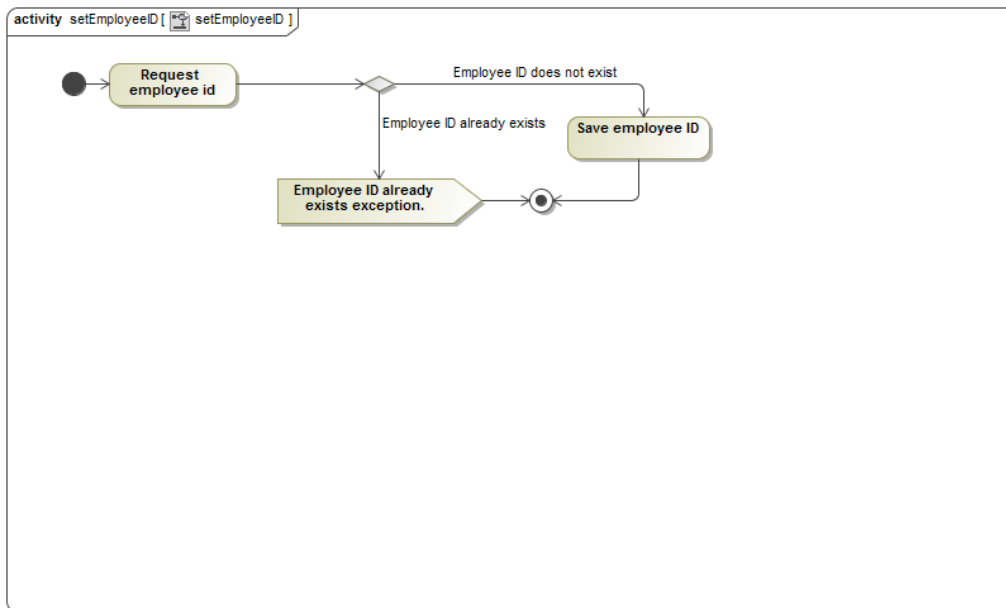 activity setEmployeeID [ setEmployeeID ]
Request
employee id
Employee ID does not exist
Employee ID already exists
Save employee ID
Employee ID already
exists exception.